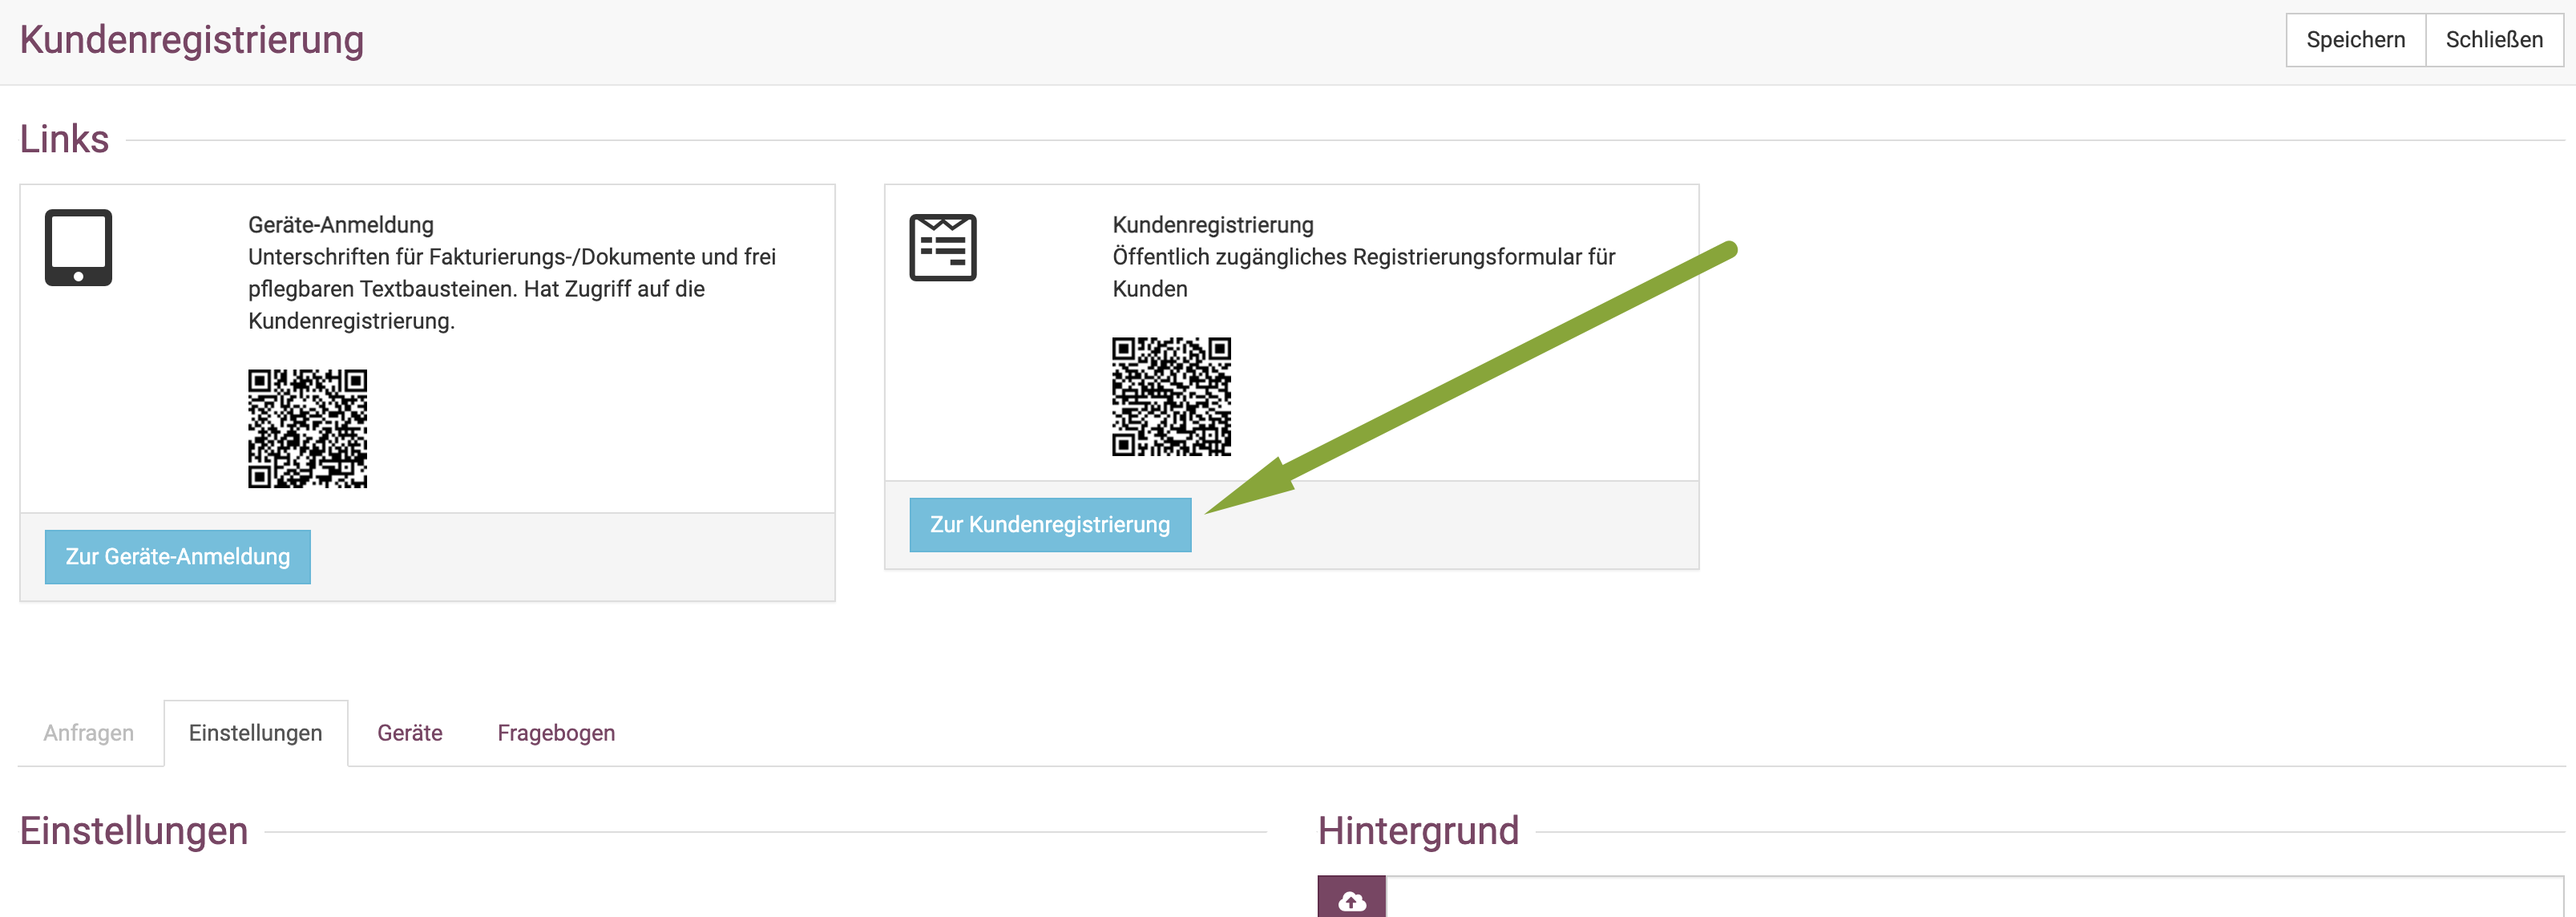 Kundenregistrierung
Speichern
Schließen
Links
Geräte-Anmeldung
Unterschriften für Fakturierungs-/Dokumente und frei
pflegbaren Textbausteinen. Hat Zugriff auf die
Kundenregistrierung.
Zur Geräte-Anmeldung
Kundenregistrierung
Öffentlich zugängliches Registrierungsformular für
Kunden
Zur Kundenregistrierung
Anfragen
Einstellungen
Geräte
Fragebogen
Einstellungen
Hintergrund